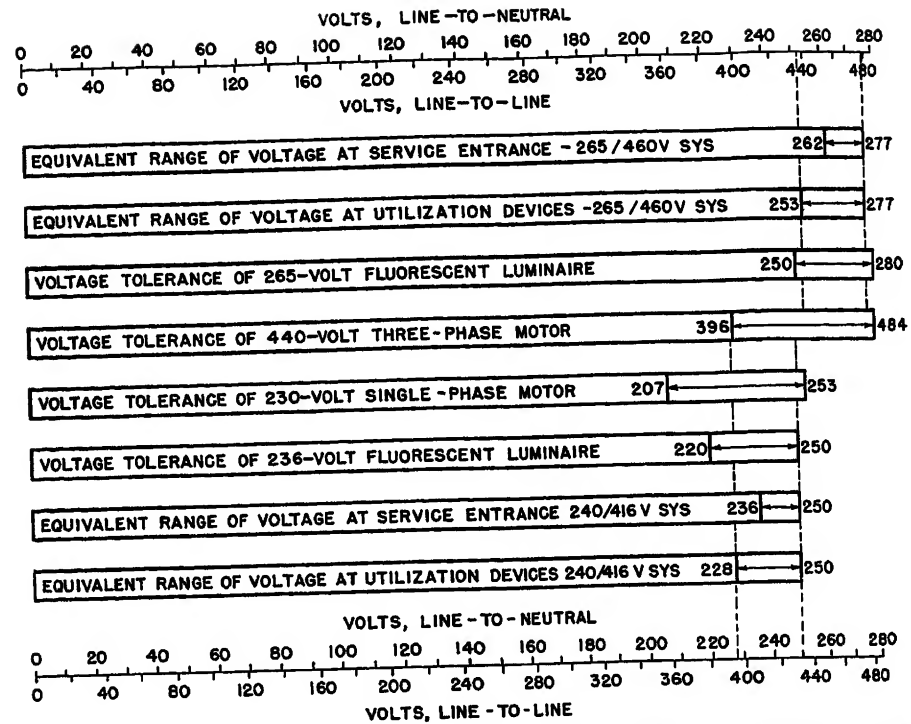 VOLTS, LINE-TO-NEUTRAL
0 20 40 60 80 100 120 140 160 180 200 220 240 260 280
0 40 80 120 160 200 240 280 320 360 400 440 480
VOLTS, LINE-TO-LINE
EQUIVALENT RANGE OF VOLTAGE AT SERVICE ENTRANCE - 265/460V SYS 262 277
EQUIVALENT RANGE OF VOLTAGE AT UTILIZATION DEVICES -265/460V SYS 253 277
VOLTAGE TOLERANCE OF 265-VOLT FLUORESCENT LUMINAIRE 250 280
VOLTAGE TOLERANCE OF 440-VOLT THREE-PHASE MOTOR 396 484
VOLTAGE TOLERANCE OF 230-VOLT SINGLE-PHASE MOTOR 207 253
VOLTAGE TOLERANCE OF 236-VOLT FLUORESCENT LUMINAIRE 220 250
EQUIVALENT RANGE OF VOLTAGE AT SERVICE ENTRANCE 240/416 V SYS 236 250
EQUIVALENT RANGE OF VOLTAGE AT UTILIZATION DEVICES 240/416 V SYS 228 250
VOLTS, LINE-TO-NEUTRAL
0 20 40 60 80 100 120 140 160 180 200 220 240 260 280
0 40 80 120 160 200 240 280 320 360 400 440 480
VOLTS, LINE-TO-LINE